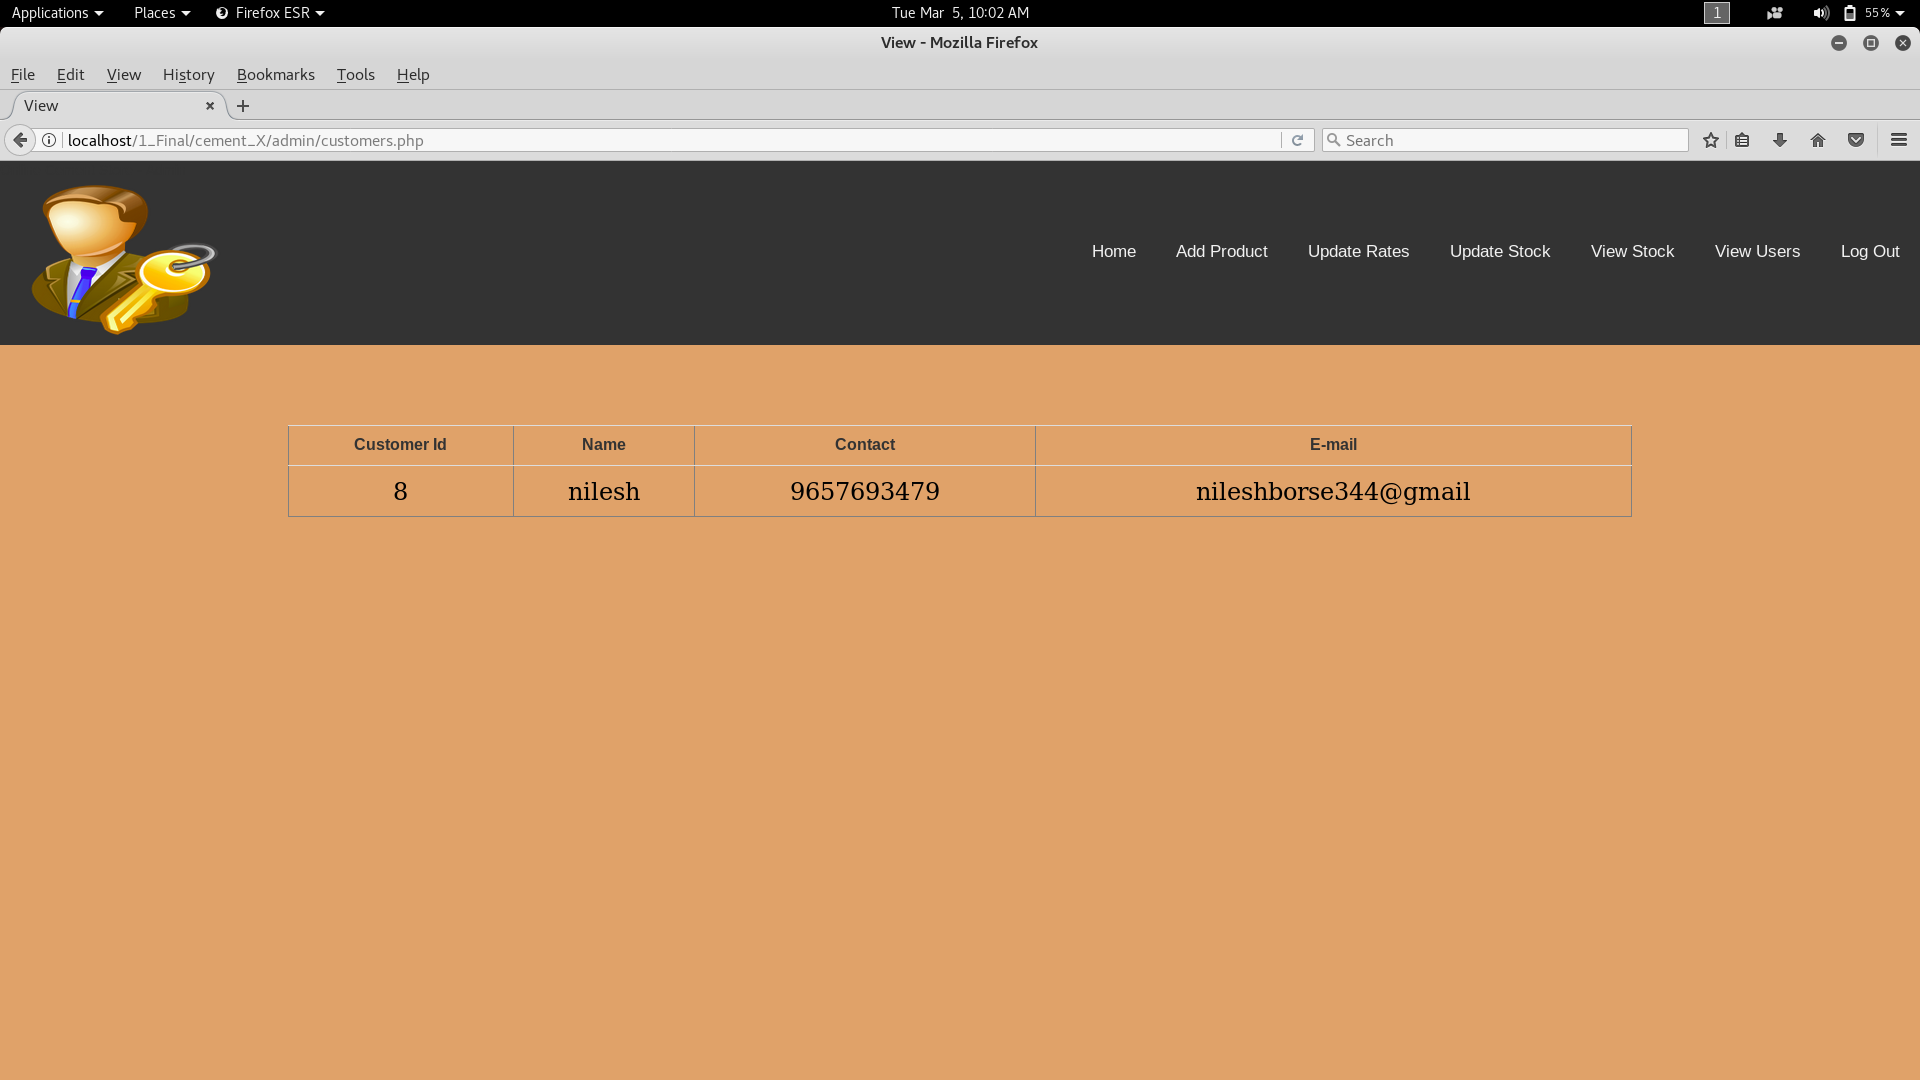 Applications Places Firefox ESR Tue Mar 5, 10:02 AM 1 55%
View - Mozilla Firefox
File Edit View History Bookmarks Tools Help
View
localhost/1_Final/cement_X/admin/customers.php Search
Home Add Product Update Rates Update Stock View Stock View Users Log Out
Customer Id Name Contact E-mail
8 nilesh 9657693479 nileshborse344@gmail